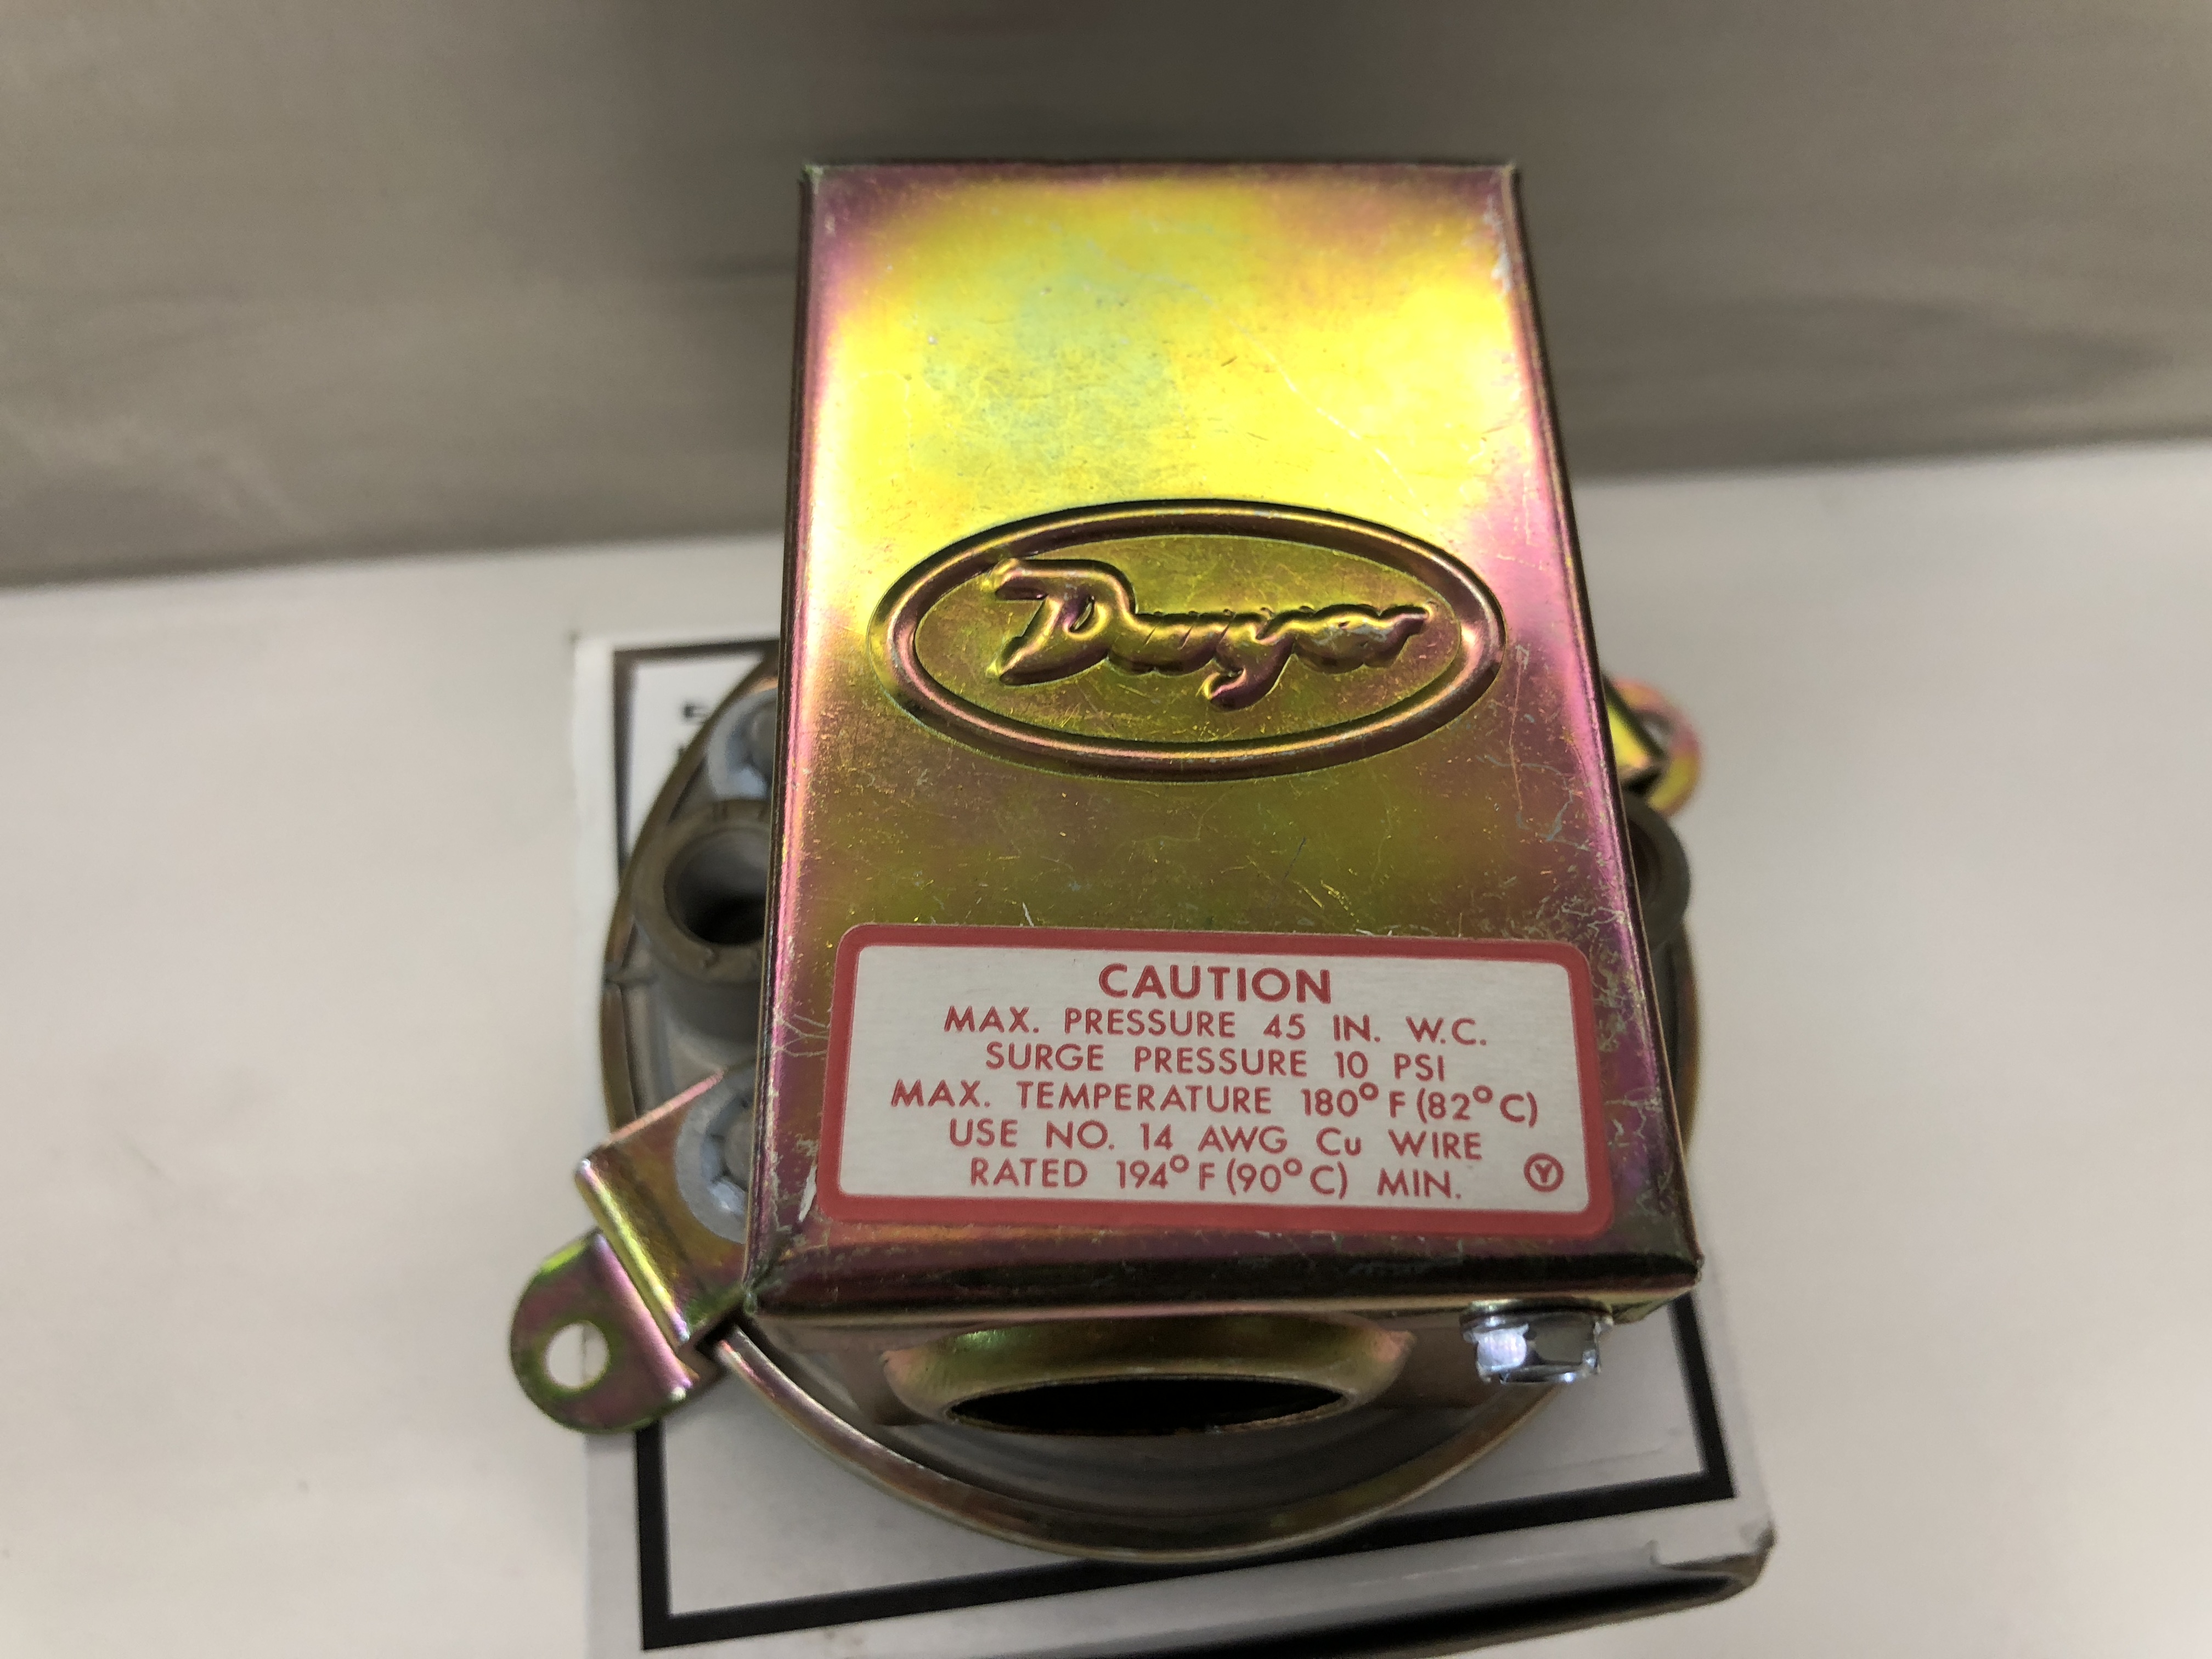 Dwyer
CAUTION
MAX. PRESSURE 45 IN. W.C.
SURGE PRESSURE 10 PSI
MAX. TEMPERATURE 180° F (82° C)
USE NO. 14 AWG Cu WIRE
RATED 194° F (90° C) MIN.
Y